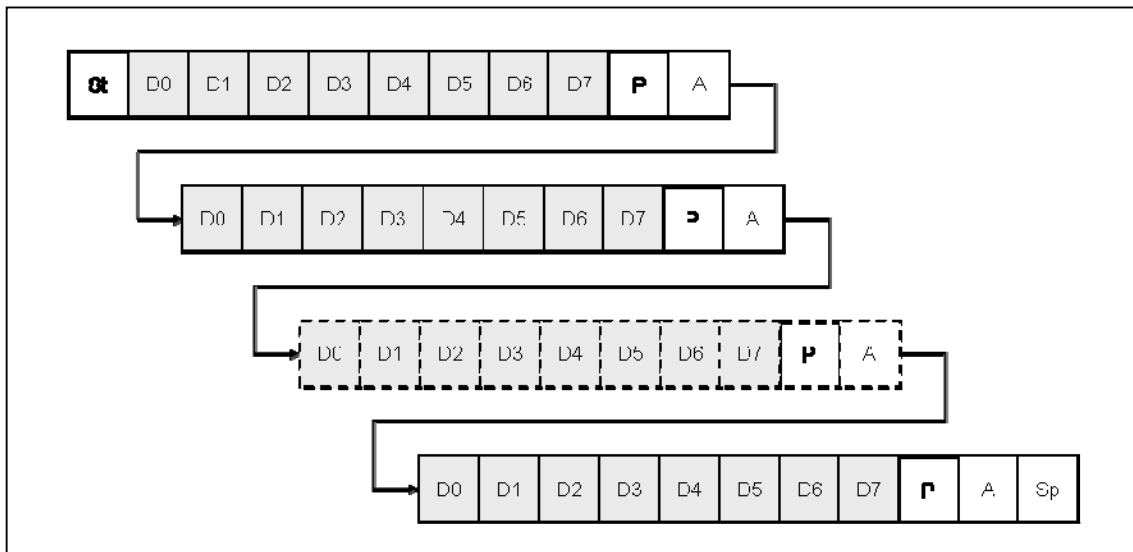 St D0 D1 D2 D3 D4 D5 D6 D7 P A
D0 D1 D2 D3 D4 D5 D6 D7 P A
D0 D1 D2 D3 D4 D5 D6 D7 P A
D0 D1 D2 D3 D4 D5 D6 D7 P A Sp